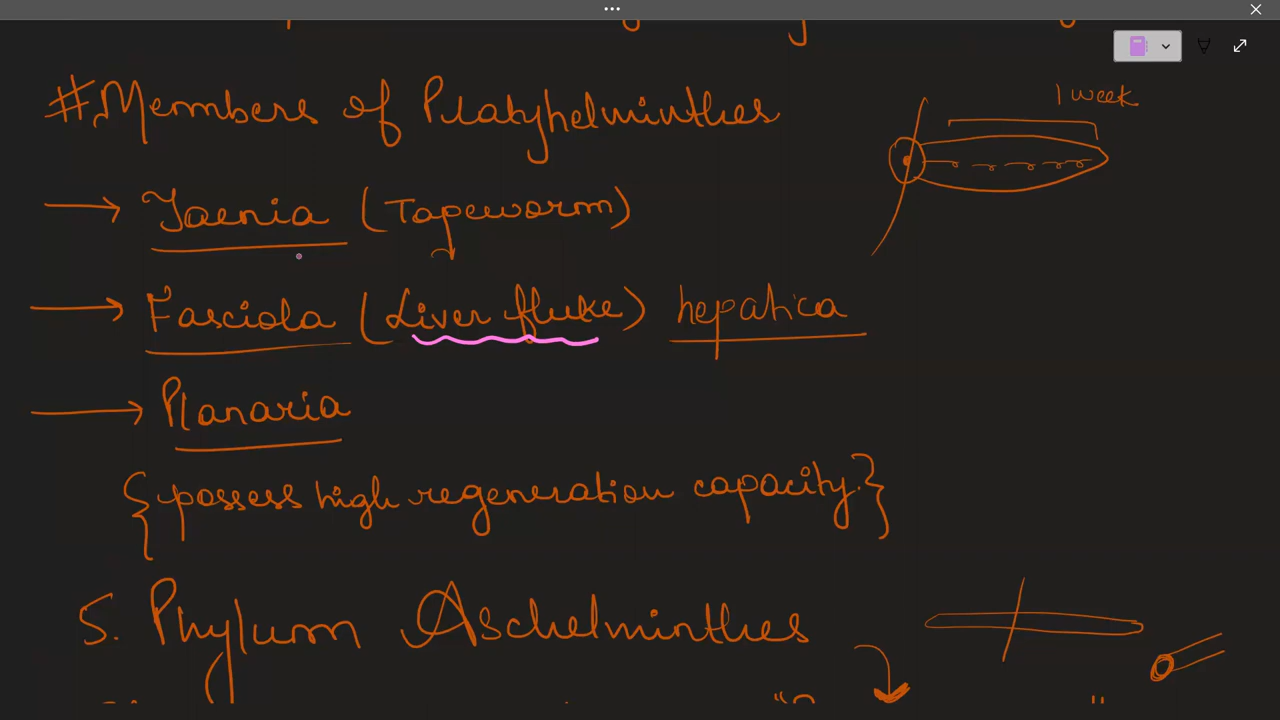 #Members of Platyhelminthes
1 week
→ Taenia (Tapeworm)
→ Fasciola (Liver fluke) hepatica
→ Planaria
{possess high regeneration capacity.}
5. Phylum Aschelminthes